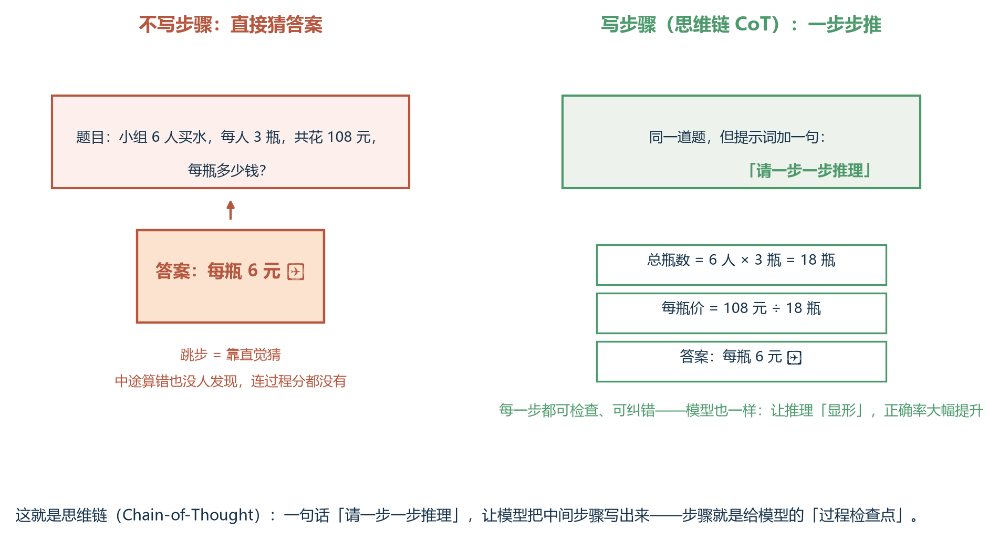 不写步骤：直接猜答案
题目：小组 6 人买水，每人 3 瓶，共花 108 元，
每瓶多少钱？
答案：每瓶 6 元
跳步 = 靠直觉猜
中途算错也没人发现，连过程分都没有
写步骤（思维链 CoT）：一步步推
同一道题，但提示词加一句：
「请一步一步推理」
总瓶数 = 6 人 × 3 瓶 = 18 瓶
每瓶价 = 108 元 ÷ 18 瓶
答案：每瓶 6 元
每一步都可检查、可纠错——模型也一样：让推理「显形」，正确率大幅提升
这就是思维链（Chain-of-Thought）：一句话「请一步一步推理」，让模型把中间步骤写出来——步骤就是给模型的「过程检查点」。